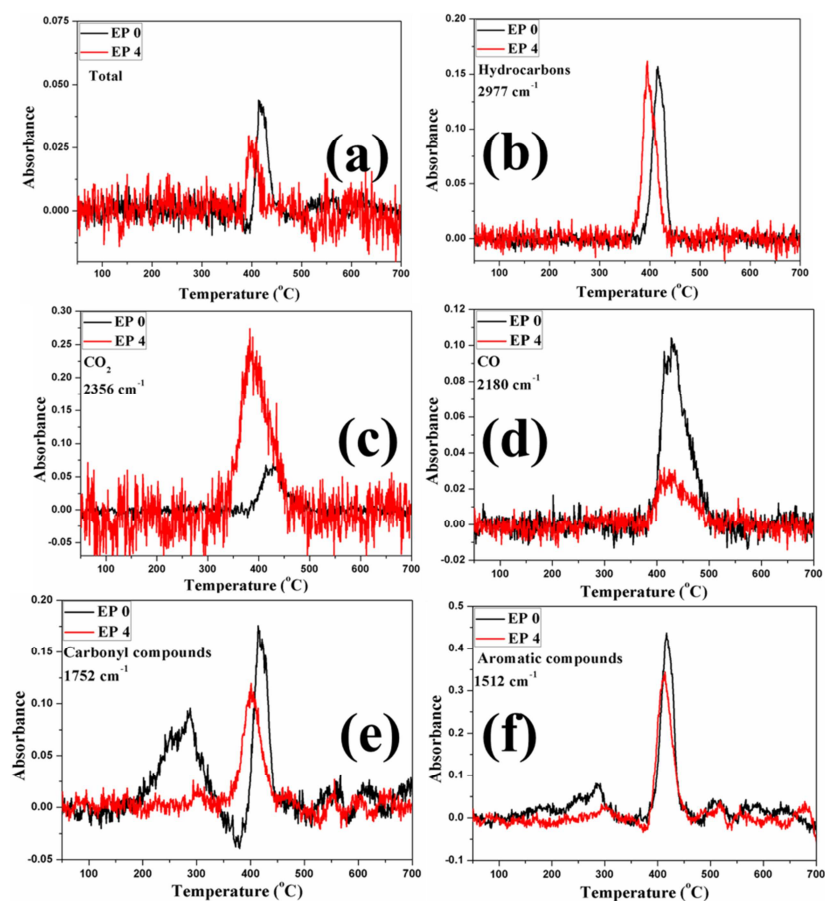 EP 0
EP 4
Total
(a)
0.075
0.050
0.025
0.000
Absorbance
100 200 300 400 500 600 700
Temperature (°C)
EP 0
EP 4
Hydrocarbons
2977 cm⁻¹
(b)
0.20
0.15
0.10
0.05
0.00
Absorbance
100 200 300 400 500 600 700
Temperature (°C)
EP 0
EP 4
CO₂
2356 cm⁻¹
(c)
0.30
0.25
0.20
0.15
0.10
0.05
0.00
-0.05
Absorbance
100 200 300 400 500 600 700
Temperature (°C)
EP 0
EP 4
CO
2180 cm⁻¹
(d)
0.12
0.10
0.08
0.06
0.04
0.02
0.00
-0.02
Absorbance
100 200 300 400 500 600 700
Temperature (°C)
EP 0
EP 4
Carbonyl compounds
1752 cm⁻¹
(e)
0.20
0.15
0.10
0.05
0.00
-0.05
Absorbance
100 200 300 400 500 600 700
Temperature (°C)
EP 0
EP 4
Aromatic compounds
1512 cm⁻¹
(f)
0.5
0.4
0.3
0.2
0.1
0.0
-0.1
Absorbance
100 200 300 400 500 600 700
Temperature (°C)